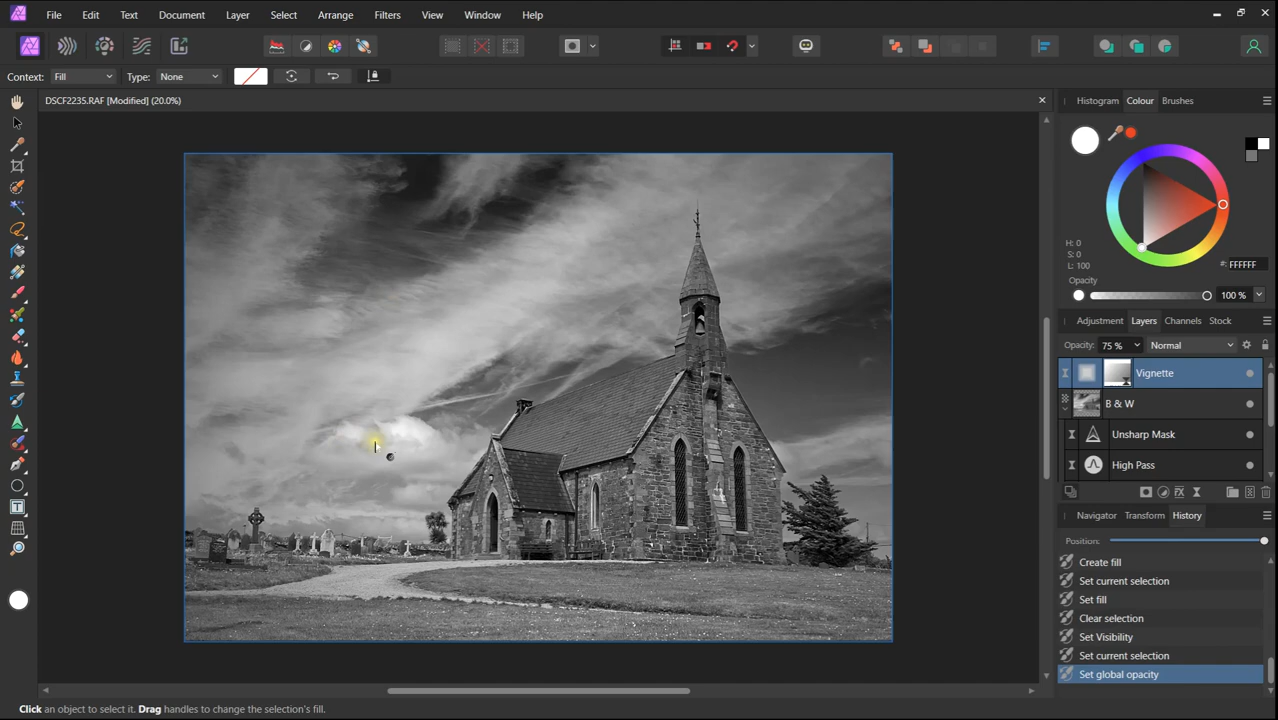 File Edit Text Document Layer Select Arrange Filters View Window Help
Context: Fill Type: None
DSCF2235.RAF [Modified] (20.0%)
Histogram Colour Brushes
H: 0
S: 0
L: 100
#: FFFFFF
Opacity
100 %
Adjustment Layers Channels Stock
Opacity: 75 % Normal
Vignette
B & W
Unsharp Mask
High Pass
Navigator Transform History
Position:
Create fill
Set current selection
Set fill
Clear selection
Set Visibility
Set current selection
Set global opacity
Click an object to select it. Drag handles to change the selection's fill.